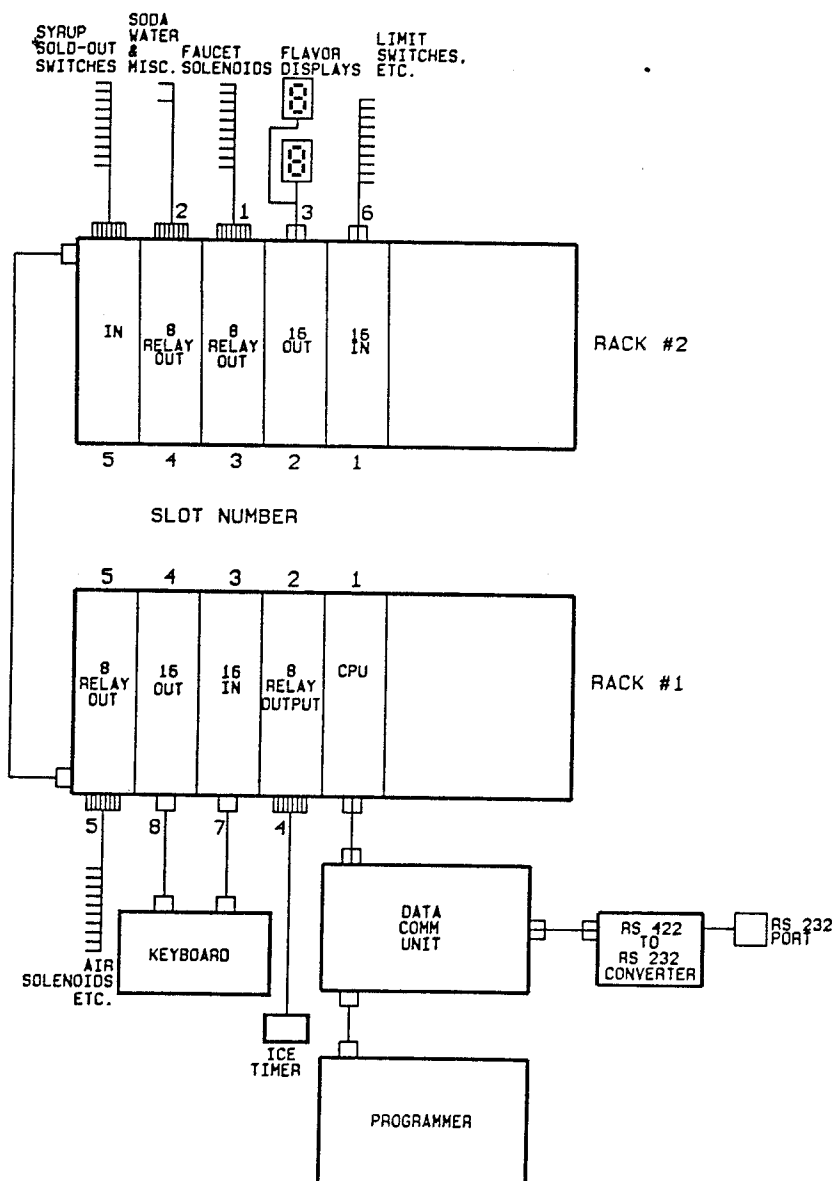 SYRUP
SOLD-OUT
SWITCHES
SODA
WATER
&
MISC.
FAUCET
SOLENOIDS
FLAVOR
DISPLAYS
LIMIT
SWITCHES,
ETC.
8
8
2
1
3
6
IN
8
RELAY
OUT
8
RELAY
OUT
16
OUT
16
IN
RACK #2
5
4
3
2
1
SLOT NUMBER
5
4
3
2
1
8
RELAY
OUT
16
OUT
16
IN
8
RELAY
OUTPUT
CPU
RACK #1
5
8
7
4
AIR
SOLENOIDS
ETC.
KEYBOARD
ICE
TIMER
DATA
COMM
UNIT
RS 422
TO
RS 232
CONVERTER
RS 232
PORT
PROGRAMMER